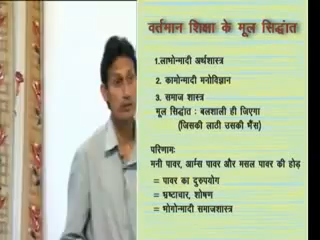 वर्तमान शिक्षा के मूल सिद्धांत
1.लाभोन्मादी अर्थशास्त्र
2. कामोन्मादी मनोविज्ञान
3. समाज शास्त्र
मूल सिद्धांत : बलशाली ही जिएगा
(जिसकी लाठी उसकी भैंस)
परिणामः
मनी पावर, आर्म्स पावर और मसल पावर की होड़
= पावर का दुरुपयोग
= भ्रष्टाचार, शोषण
= भोगोन्मादी समाजशास्त्र